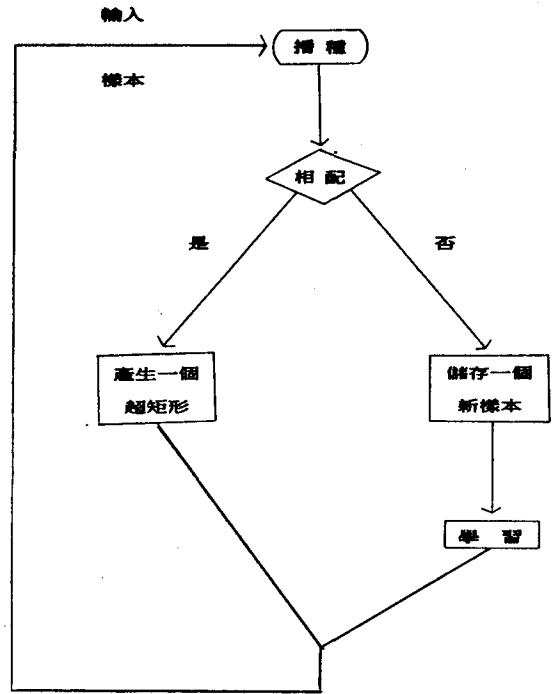 輸入
播種
樣本
相配
是
否
產生一個
超矩形
儲存一個
新樣本
學習